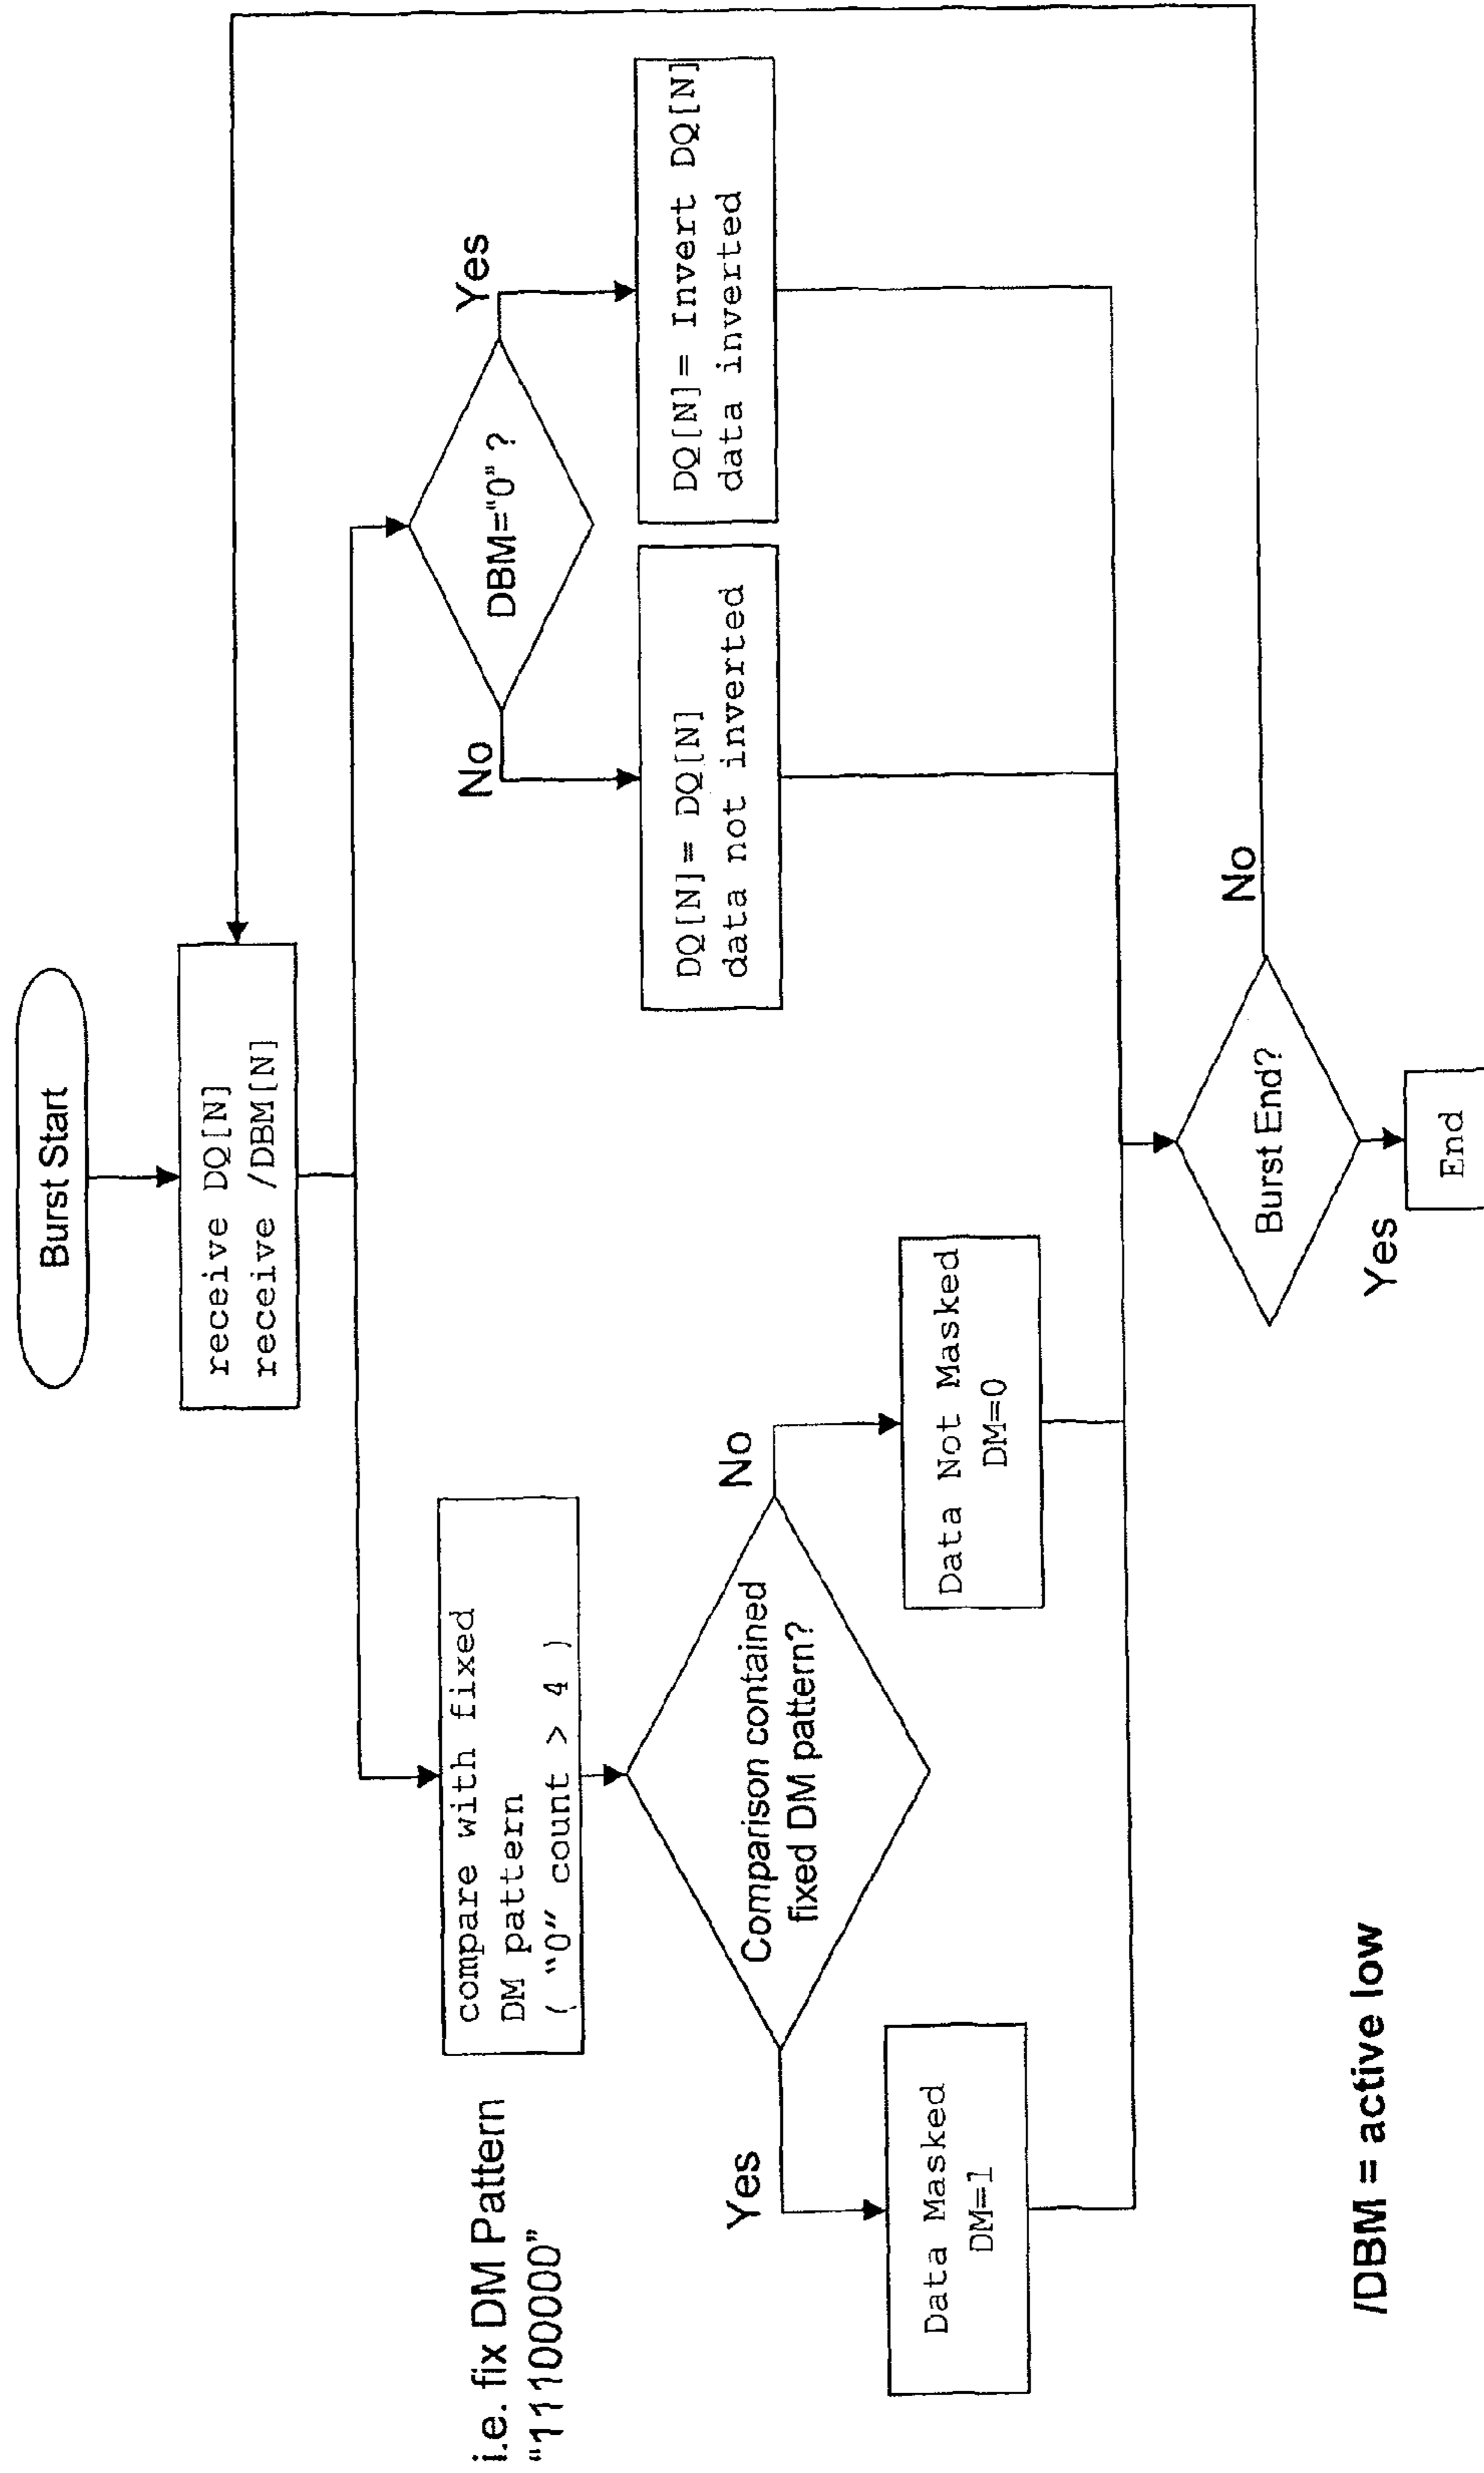 Burst Start
receive DQ[N]
receive /DBM[N]
i.e. fix DM Pattern
“11100000”
compare with fixed
DM pattern
( “0” count > 4 )
DBM=“0” ?
No
Yes
Comparison contained
fixed DM pattern?
Yes
No
DQ[N]= DQ[N]
data not inverted
DQ[N]= Invert DQ[N]
data inverted
Data Masked
DM=1
Data Not Masked
DM=0
Burst End?
No
Yes
End
/DBM = active low